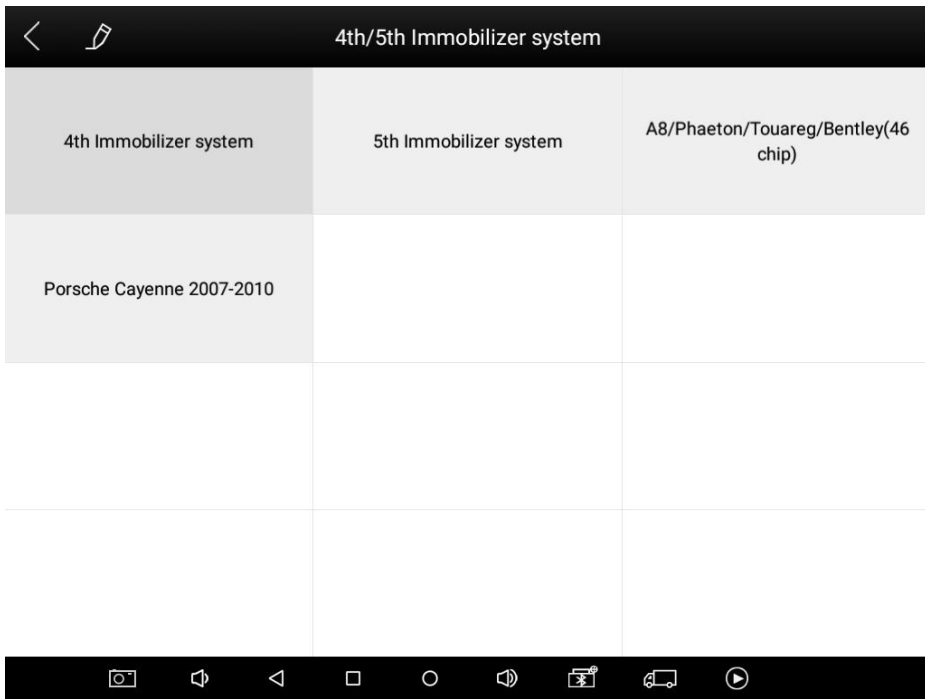 4th/5th Immobilizer system
4th Immobilizer system
5th Immobilizer system
A8/Phaeton/Touareg/Bentley(46
chip)
Porsche Cayenne 2007-2010